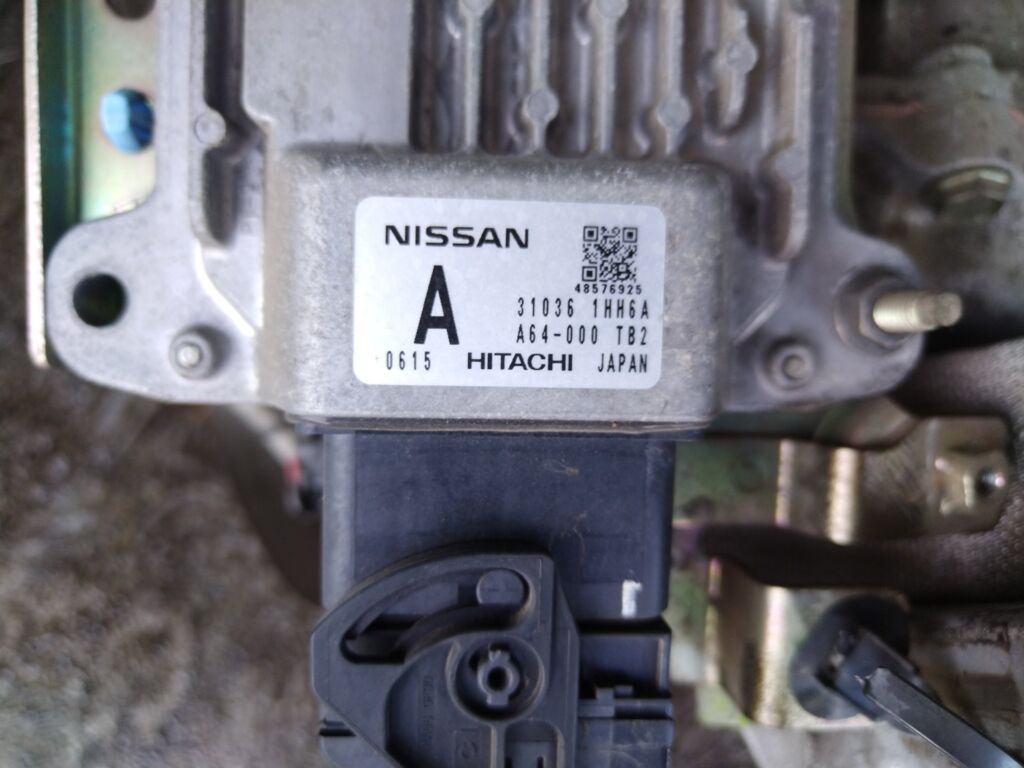 NISSAN
48576925
A
31036 1HH6A
A64-000 TB2
0615 HITACHI JAPAN